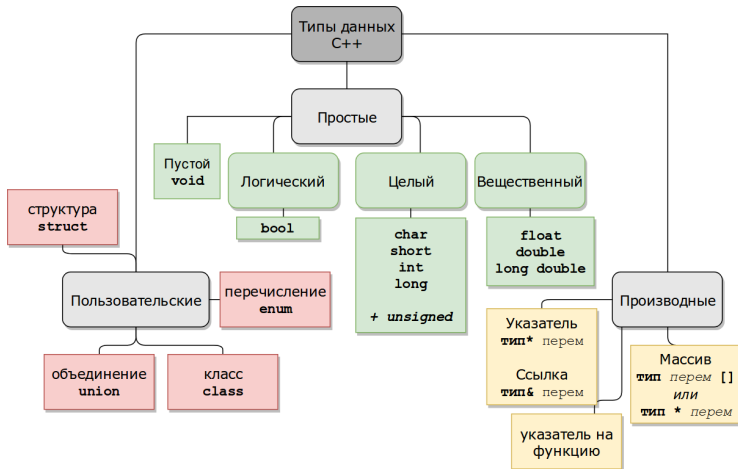 Типы данных
C++
Простые
Пустой
void
Логический
bool
Целый
char
short
int
long
+ unsigned
Вещественный
float
double
long double
структура
struct
Пользовательские
перечисление
enum
объединение
union
класс
class
Производные
Указатель
тип* перем
Ссылка
тип& перем
указатель на
функцию
Массив
тип перем []
или
тип * перем